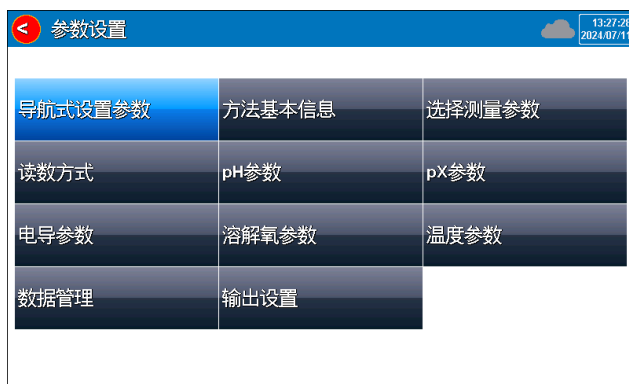 < 参数设置
13:27:28
2024/07/11
导航式设置参数 方法基本信息 选择测量参数
读数方式 pH参数 pX参数
电导参数 溶解氧参数 温度参数
数据管理 输出设置